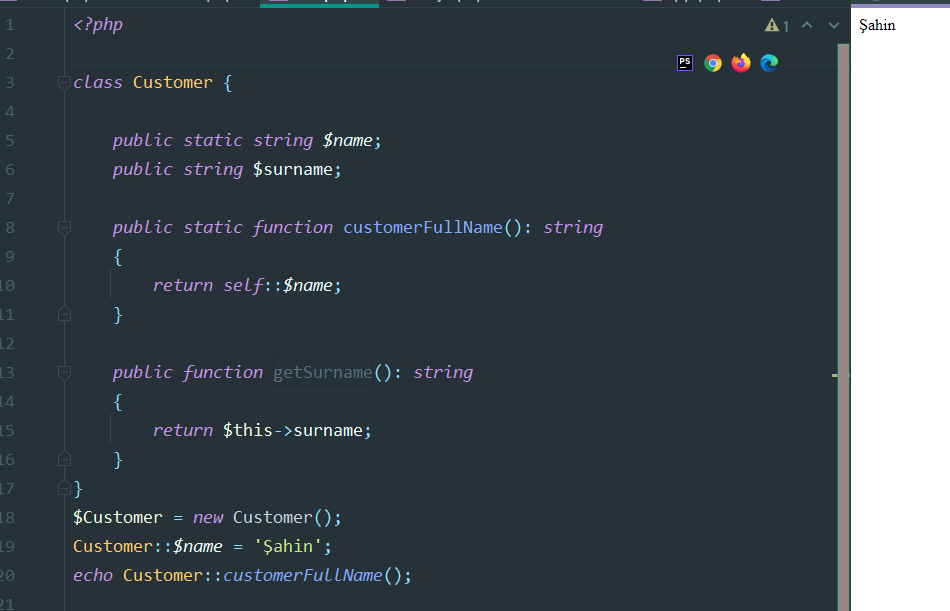 1 <?php
Şahin
1
2
PS
3 class Customer {
4
5 public static string $name;
6 public string $surname;
7
8 public static function customerFullName(): string
9 {
10 return self::$name;
11 }
12
13 public function getSurname(): string
14 {
15 return $this->surname;
16 }
17 }
18 $Customer = new Customer();
19 Customer::$name = 'Şahin';
20 echo Customer::customerFullName();
21